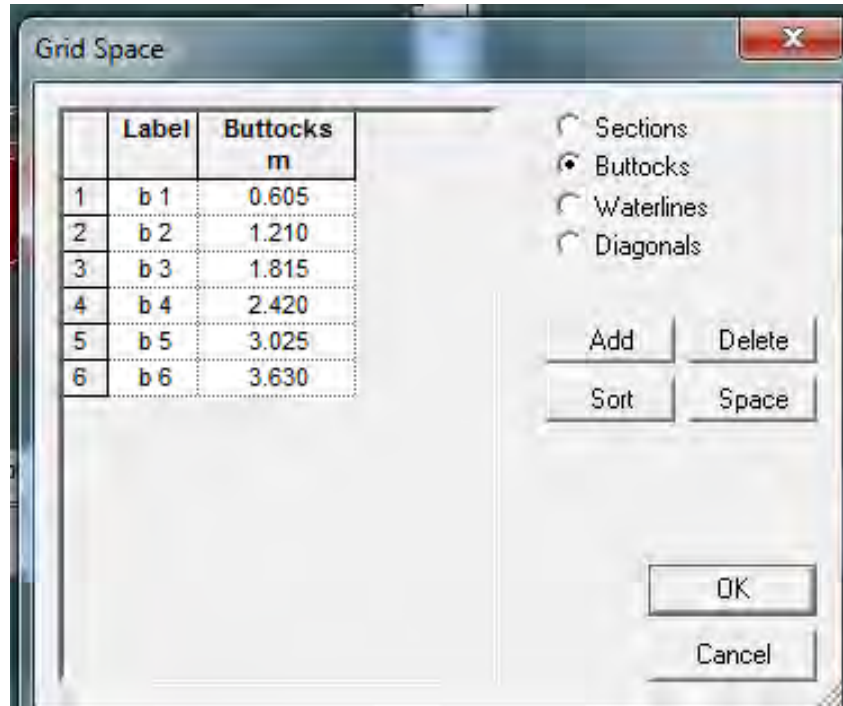 Grid Space
Label Buttocks
m
1 b 1 0.605
2 b 2 1.210
3 b 3 1.815
4 b 4 2.420
5 b 5 3.025
6 b 6 3.630
Sections
Buttocks
Waterlines
Diagonals
Add Delete
Sort Space
OK
Cancel